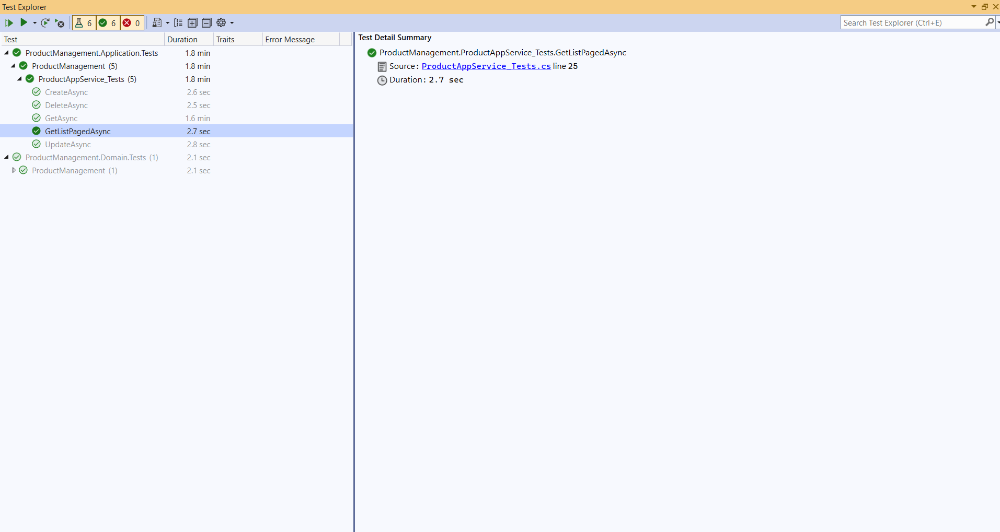 Test Explorer
6 6 0
Search Test Explorer (Ctrl+E)
Test Duration Traits Error Message
ProductManagement.Application.Tests 1.8 min
ProductManagement (5) 1.8 min
ProductAppService_Tests (5) 1.8 min
CreateAsync 2.6 sec
DeleteAsync 2.5 sec
GetAsync 1.6 min
GetListPagedAsync 2.7 sec
UpdateAsync 2.8 sec
ProductManagement.Domain.Tests (1) 2.1 sec
ProductManagement (1) 2.1 sec
Test Detail Summary
ProductManagement.ProductAppService_Tests.GetListPagedAsync
Source: ProductAppService_Tests.cs line 25
Duration: 2.7 sec